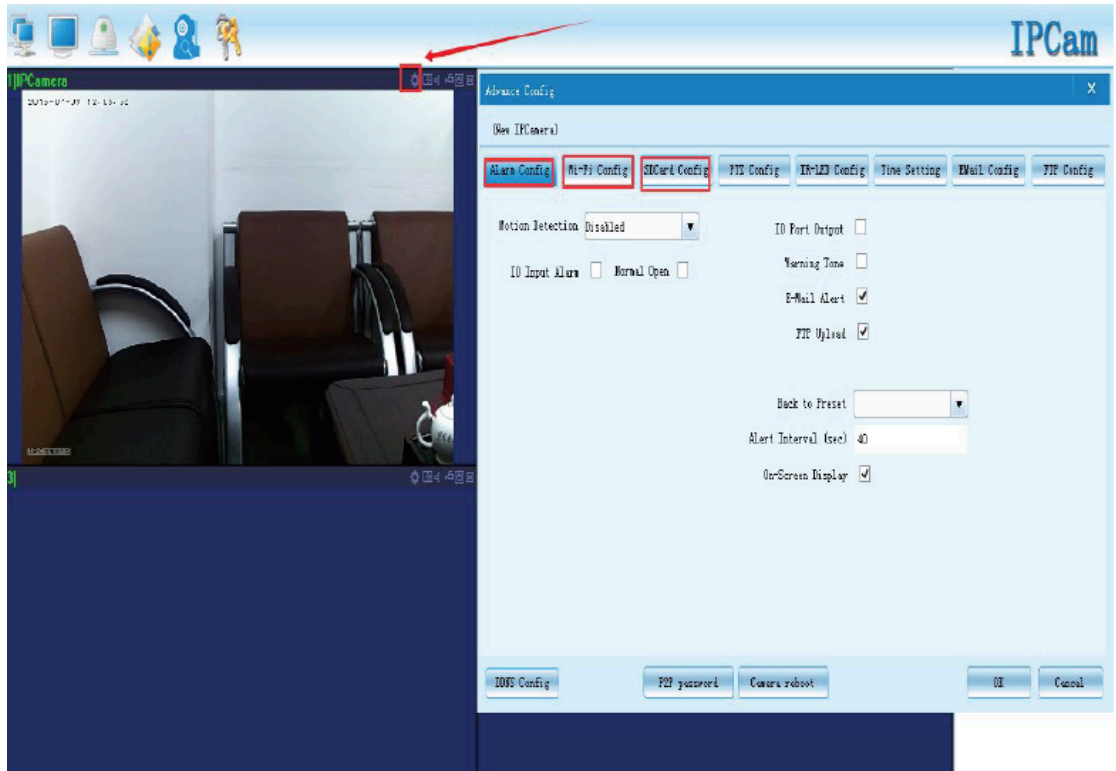 IPCam
1]IPCamera
Advance Config
X
(New IPCamera)
Alarm Config
Wi-Fi Config
SDCard Config
PTZ Config
IR-LED Config
Time Setting
EMail Config
FTP Config
Motion Detection
Disabled
IO Port Output
IO Input Alarm
Normal Open
Warning Tone
E-Mail Alert
FTP Upload
Back to Preset
Alert Interval (sec)
40
On-Screen Display
3]
DDNS Config
P2P password
Camera reboot
OK
Cancel